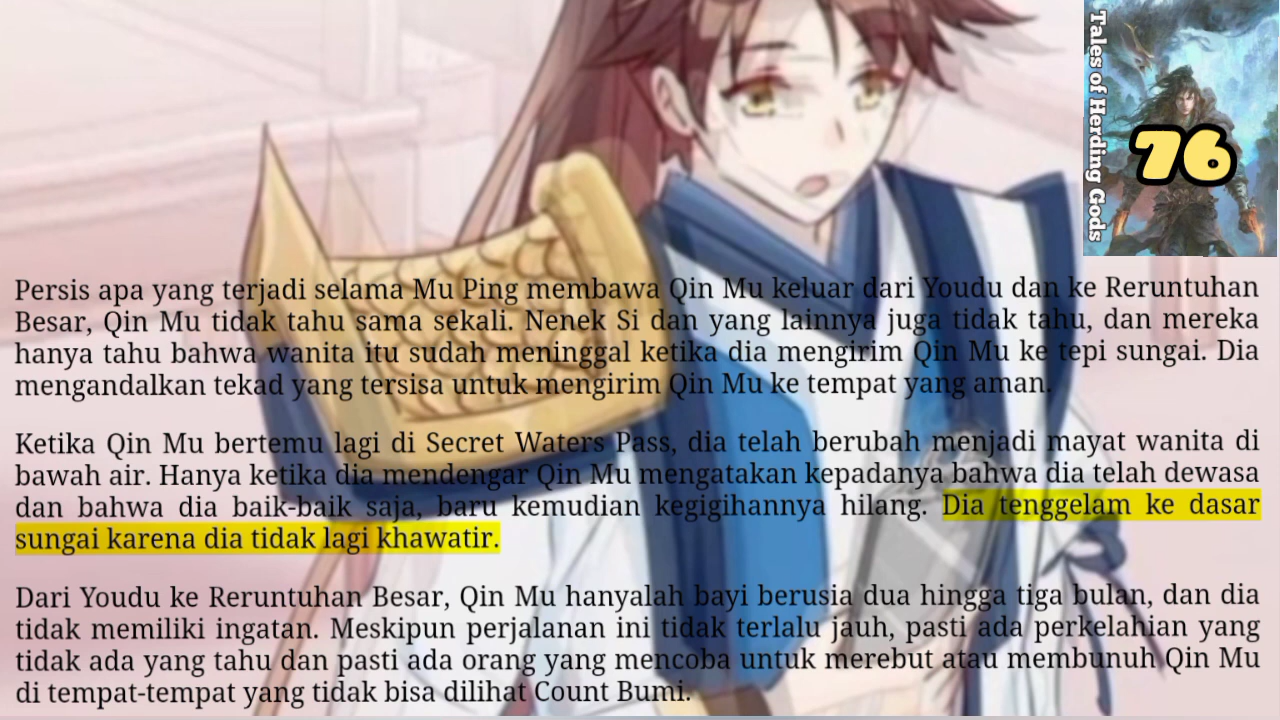 Tales of Herding Gods
76
Persis apa yang terjadi selama Mu Ping membawa Qin Mu keluar dari Youdu dan ke Reruntuhan
Besar, Qin Mu tidak tahu sama sekali. Nenek Si dan yang lainnya juga tidak tahu, dan mereka
hanya tahu bahwa wanita itu sudah meninggal ketika dia mengirim Qin Mu ke tepi sungai. Dia
mengandalkan tekad yang tersisa untuk mengirim Qin Mu ke tempat yang aman.
Ketika Qin Mu bertemu lagi di Secret Waters Pass, dia telah berubah menjadi mayat wanita di
bawah air. Hanya ketika dia mendengar Qin Mu mengatakan kepadanya bahwa dia telah dewasa
dan bahwa dia baik-baik saja, baru kemudian kegigihannya hilang. Dia tenggelam ke dasar
sungai karena dia tidak lagi khawatir.
Dari Youdu ke Reruntuhan Besar, Qin Mu hanyalah bayi berusia dua hingga tiga bulan, dan dia
tidak memiliki ingatan. Meskipun perjalanan ini tidak terlalu jauh, pasti ada perkelahian yang
tidak ada yang tahu dan pasti ada orang yang mencoba untuk merebut atau membunuh Qin Mu
di tempat-tempat yang tidak bisa dilihat Count Bumi.